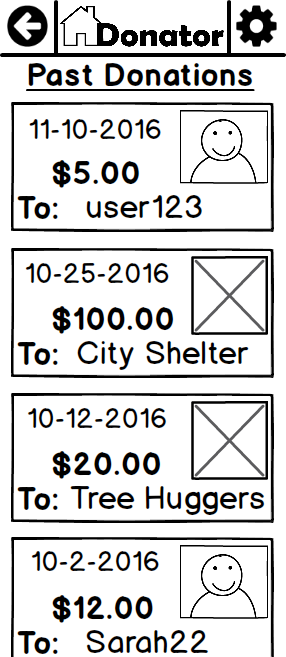 Donator
Past Donations
11-10-2016
$5.00
To: user123
10-25-2016
$100.00
To: City Shelter
10-12-2016
$20.00
To: Tree Huggers
10-2-2016
$12.00
To: Sarah22